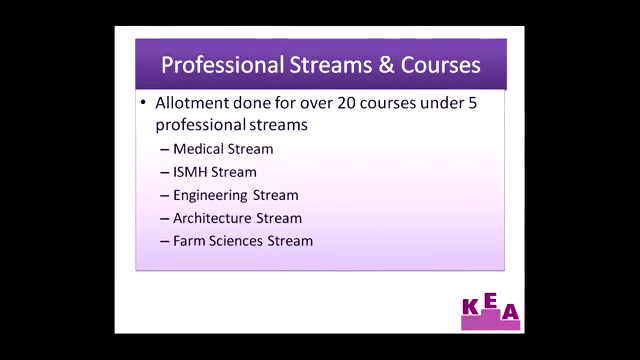 Professional Streams & Courses
• Allotment done for over 20 courses under 5
professional streams
– Medical Stream
– ISMH Stream
– Engineering Stream
– Architecture Stream
– Farm Sciences Stream
KEA